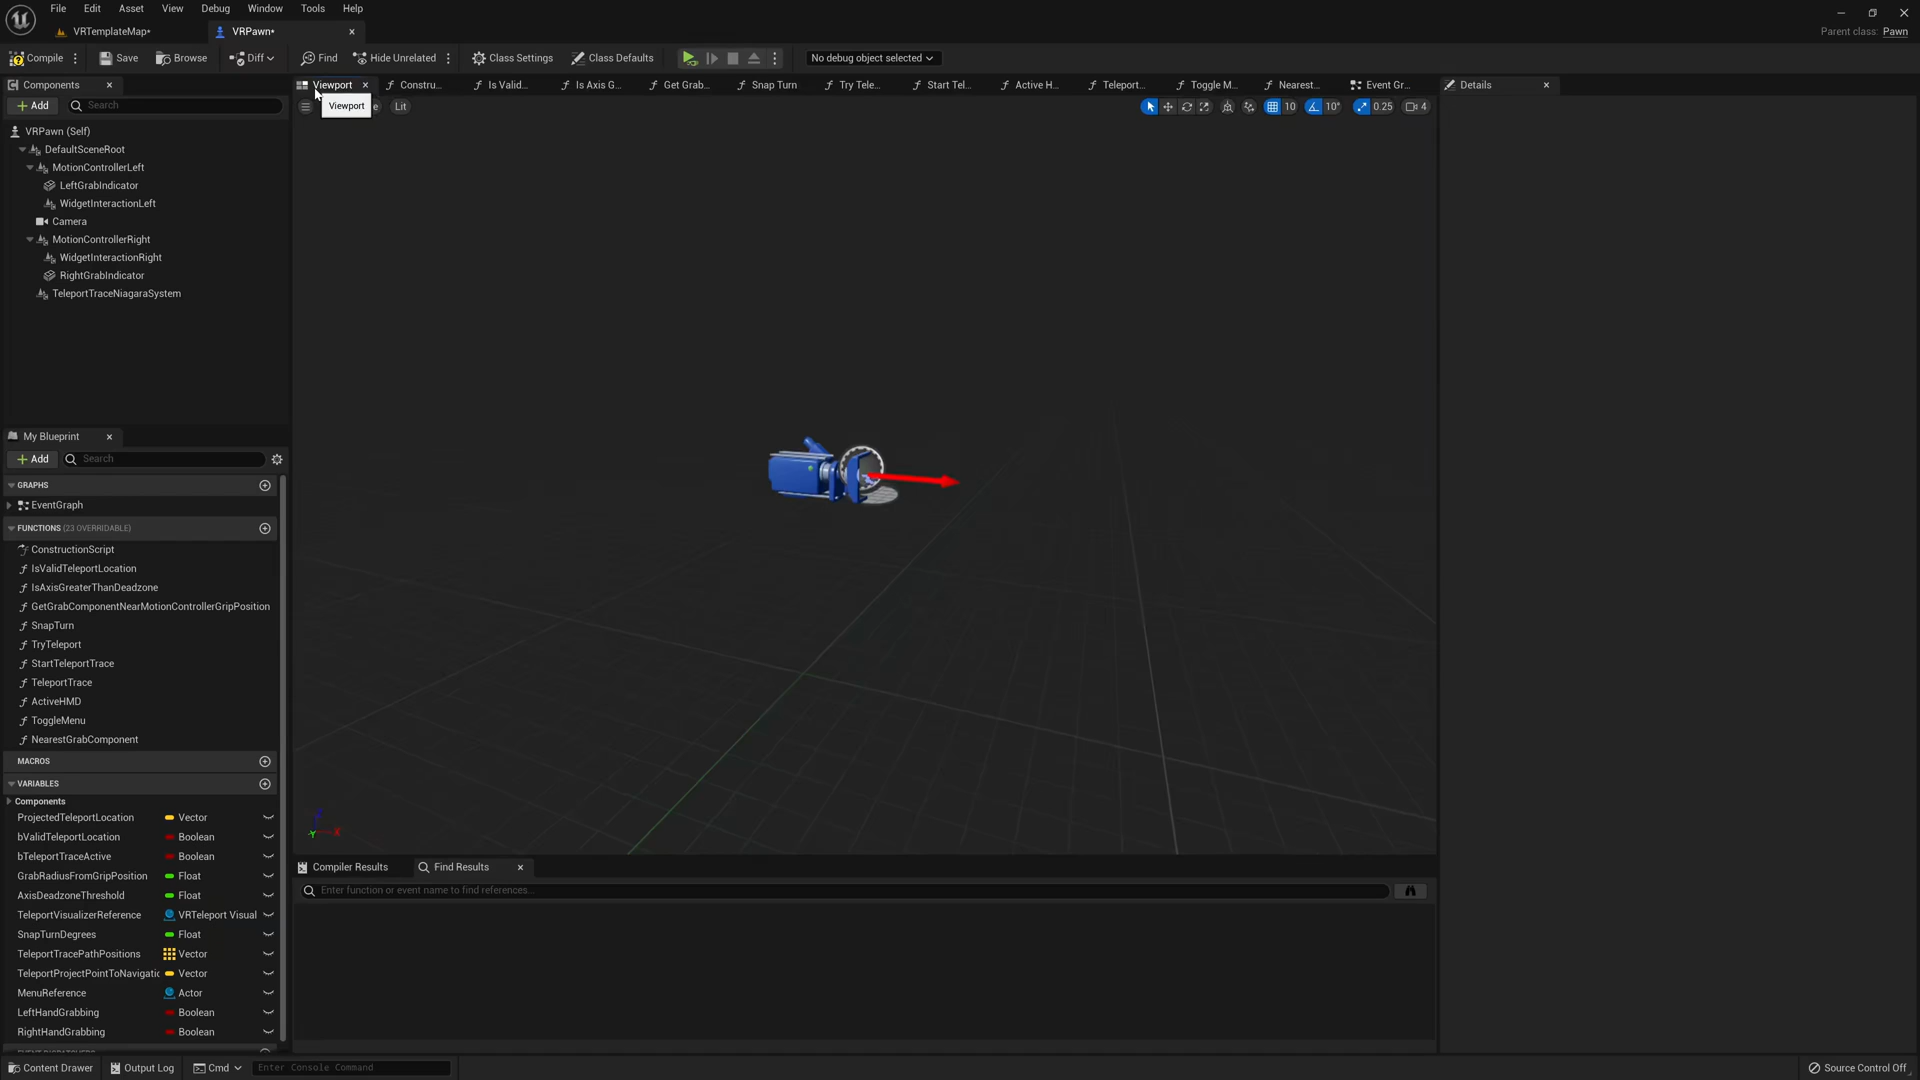 File Edit Asset View Debug Window Tools Help
VRTemplateMap* VRPawn*
Parent class: Pawn
Compile Save Browse Diff Find Hide Unrelated Class Settings Class Defaults No debug object selected
Components
Viewport Constru... Is Valid... Is Axis G... Get Grab... Snap Turn Try Tele... Start Tel... Active H... Teleport... Toggle M... Nearest... Event Gr...
Details
Add Search
Viewport
e Lit
10 10° 0.25 4
VRPawn (Self)
DefaultSceneRoot
MotionControllerLeft
LeftGrabIndicator
WidgetInteractionLeft
Camera
MotionControllerRight
WidgetInteractionRight
RightGrabIndicator
TeleportTraceNiagaraSystem
My Blueprint
Add Search
GRAPHS
EventGraph
FUNCTIONS (23 OVERRIDABLE)
ConstructionScript
IsValidTeleportLocation
IsAxisGreaterThanDeadzone
GetGrabComponentNearMotionControllerGripPosition
SnapTurn
TryTeleport
StartTeleportTrace
TeleportTrace
ActiveHMD
ToggleMenu
NearestGrabComponent
MACROS
VARIABLES
Components
ProjectedTeleportLocation Vector
bValidTeleportLocation Boolean
bTeleportTraceActive Boolean
GrabRadiusFromGripPosition Float
AxisDeadzoneThreshold Float
TeleportVisualizerReference VRTeleport Visual
SnapTurnDegrees Float
TeleportTracePathPositions Vector
TeleportProjectPointToNavigatio Vector
MenuReference Actor
LeftHandGrabbing Boolean
RightHandGrabbing Boolean
X
Y
Compiler Results Find Results
Enter function or event name to find references...
Content Drawer Output Log Cmd Enter Console Command Source Control Off